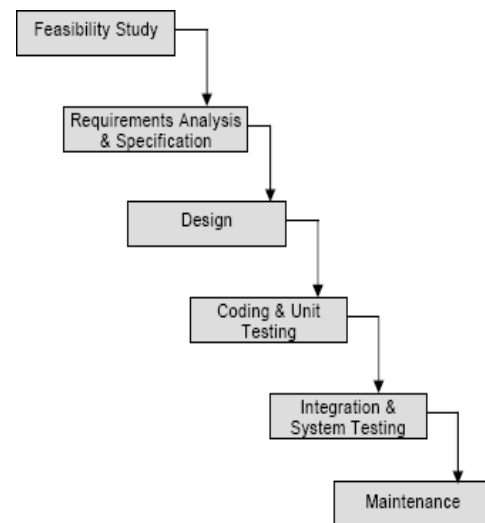 Feasibility Study
Requirements Analysis
& Specification
Design
Coding & Unit
Testing
Integration &
System Testing
Maintenance